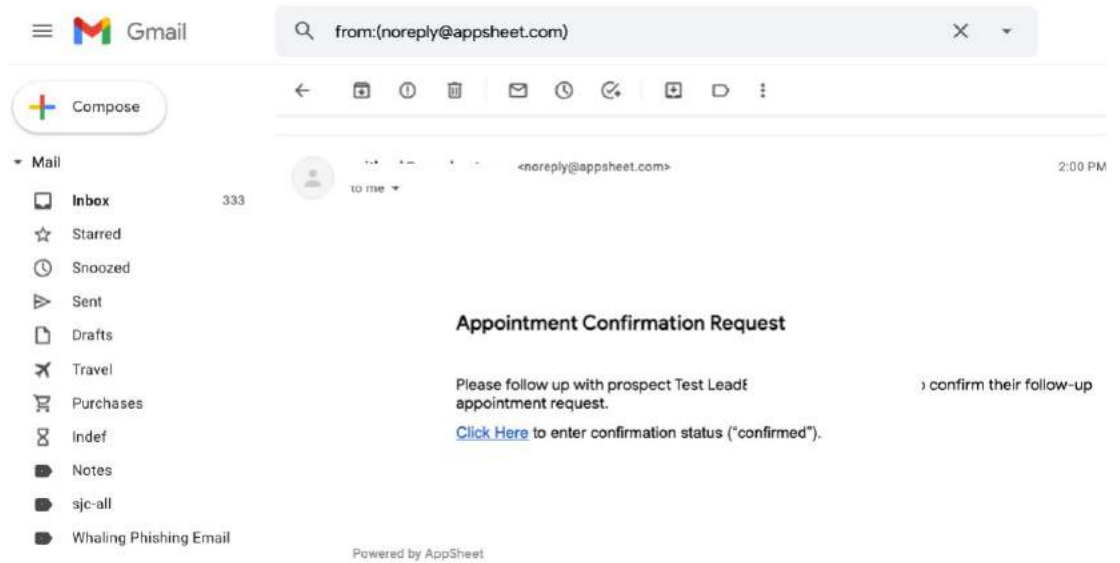 Gmail
from:(noreply@appsheet.com)
Compose
<noreply@appsheet.com>
2:00 PM
to me
Mail
Inbox 333
Starred
Snoozed
Sent
Drafts
Travel
Purchases
Indef
Notes
sjc-all
Whaling Phishing Email
Appointment Confirmation Request
Please follow up with prospect Test Lead confirm their follow-up
appointment request.
Click Here to enter confirmation status ("confirmed").
Powered by AppSheet